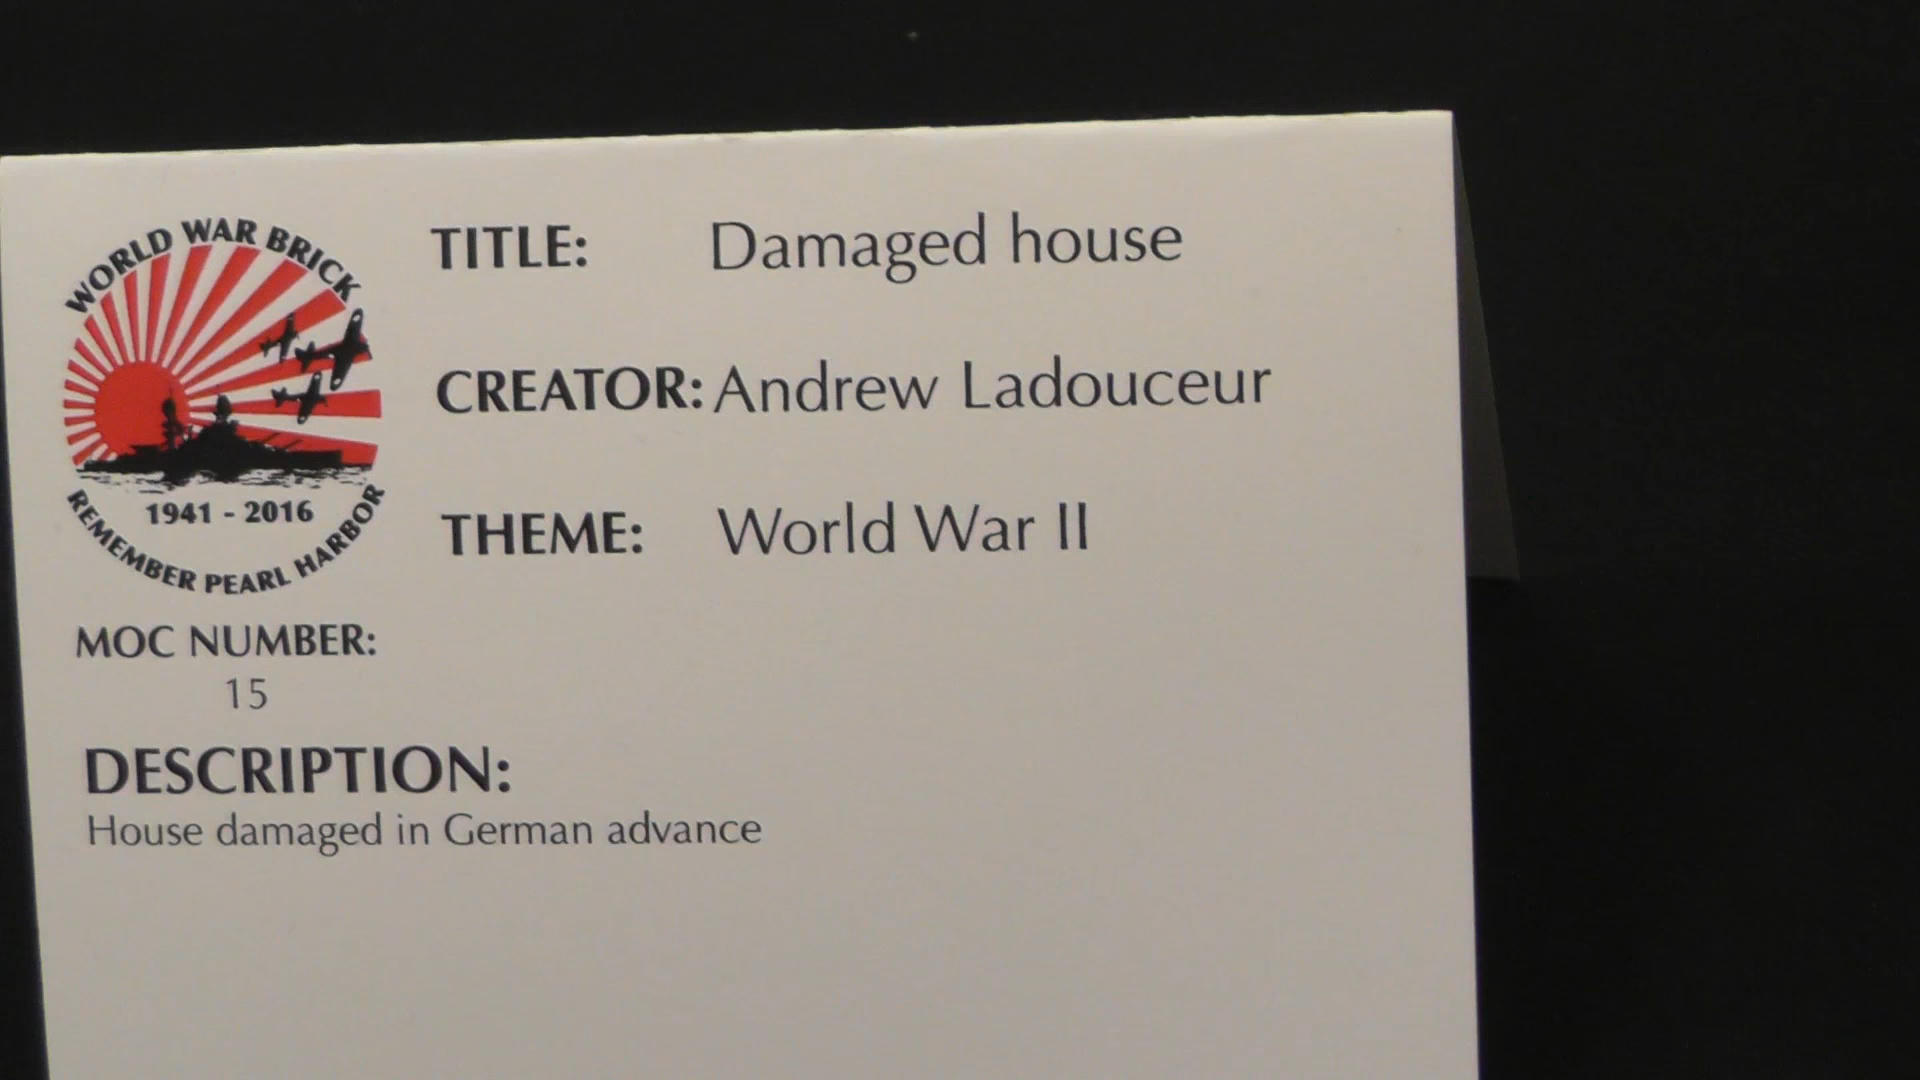 WORLD WAR BRICK
1941 - 2016
REMEMBER PEARL HARBOR
TITLE: Damaged house
CREATOR: Andrew Ladouceur
THEME: World War II
MOC NUMBER:
15
DESCRIPTION:
House damaged in German advance